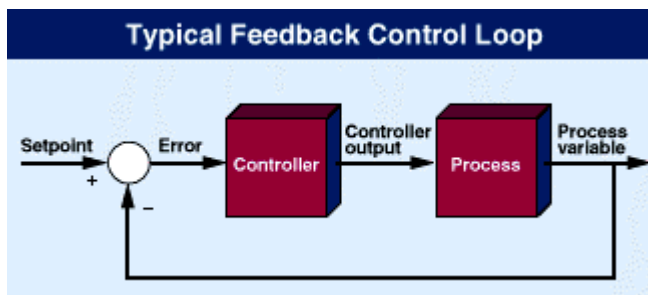 Typical Feedback Control Loop
Setpoint
+
−
Error
Controller
Controller
output
Process
Process
variable